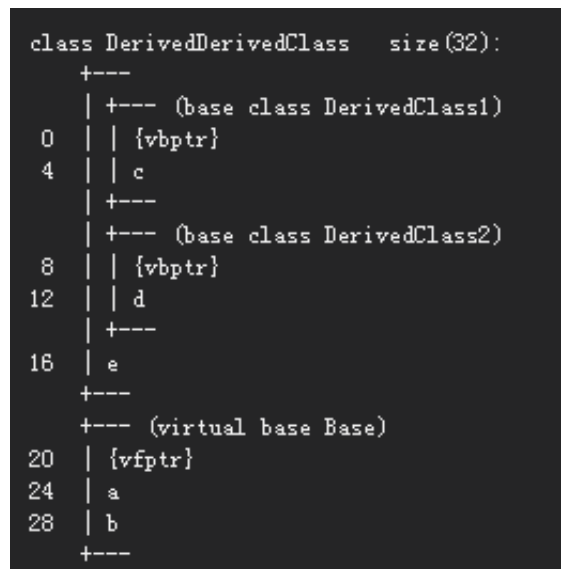 class DerivedDerivedClass   size(32):
    +---
     | +--- (base class DerivedClass1)
 0   | | {vbptr}
 4   | | c
     | +---
     | +--- (base class DerivedClass2)
 8   | | {vbptr}
12   | | d
     | +---
16   | e
    +---
    +--- (virtual base Base)
20   | {vfptr}
24   | a
28   | b
    +---